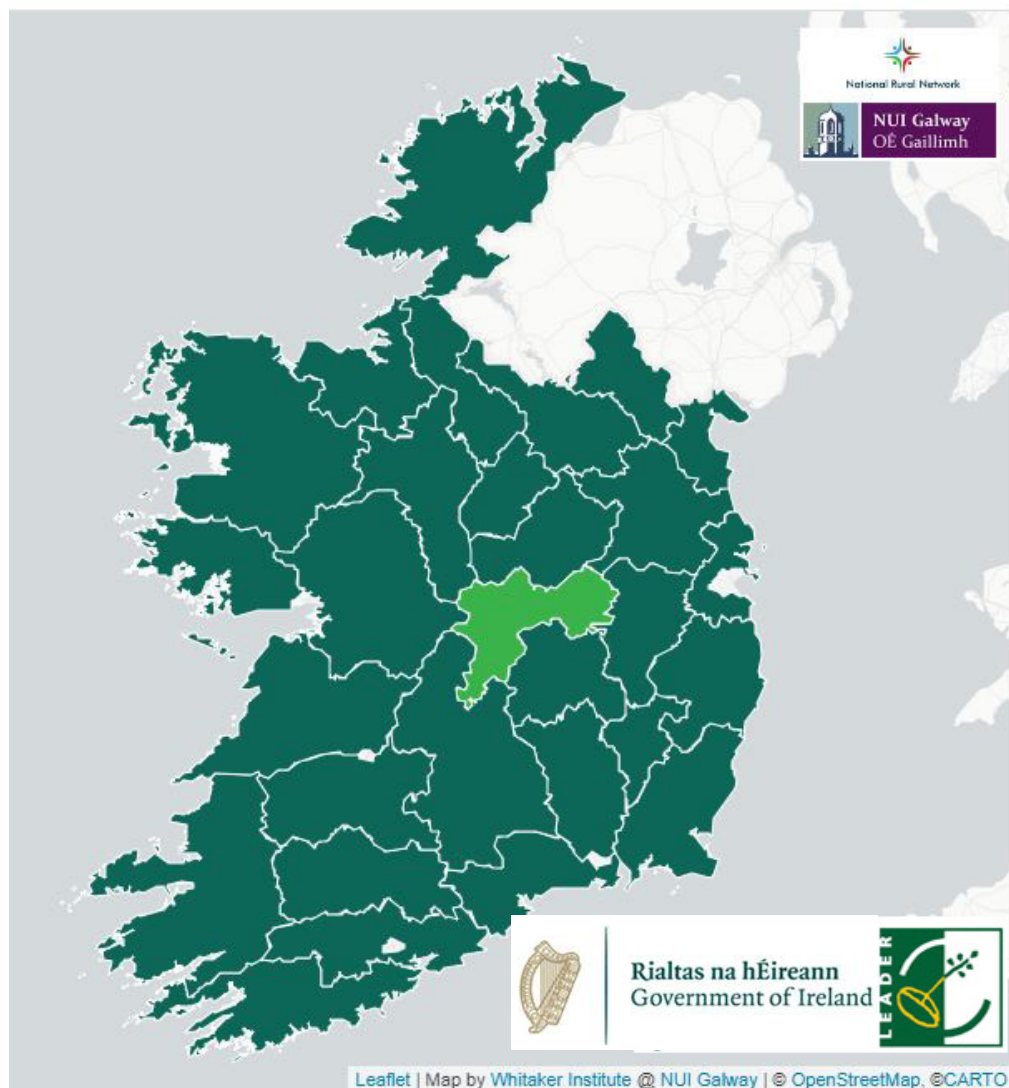 National Rural Network
NUI Galway
OÉ Gaillimh
Rialtas na hÉireann
Government of Ireland
LEADER
Leaflet | Map by Whitaker Institute @ NUI Galway | © OpenStreetMap, ©CARTO